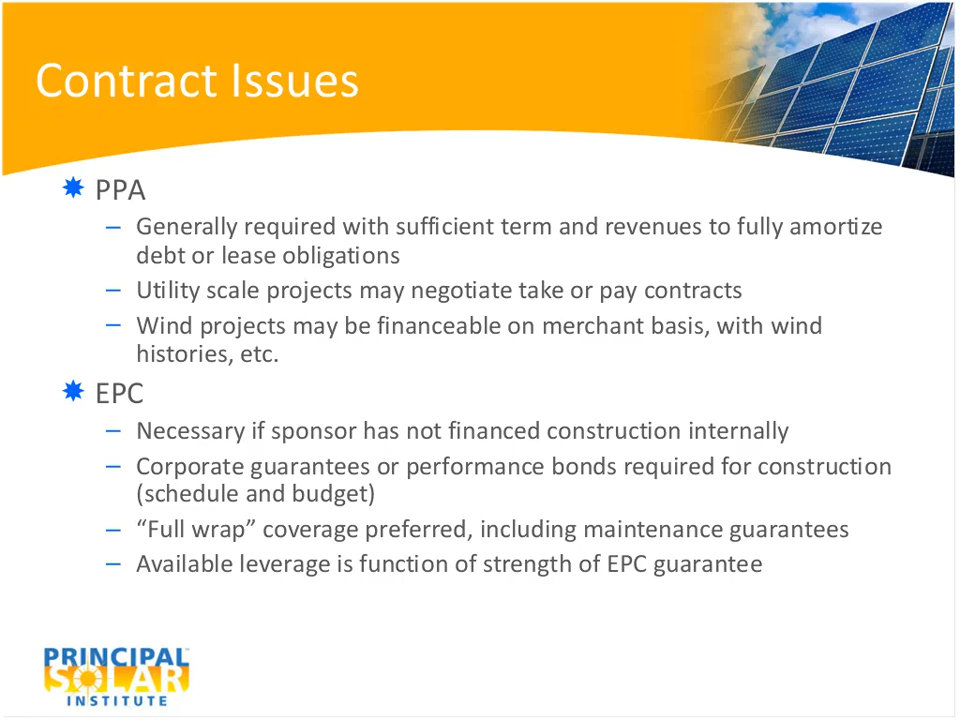 Contract Issues
PPA
– Generally required with sufficient term and revenues to fully amortize
debt or lease obligations
– Utility scale projects may negotiate take or pay contracts
– Wind projects may be financeable on merchant basis, with wind
histories, etc.
EPC
– Necessary if sponsor has not financed construction internally
– Corporate guarantees or performance bonds required for construction
(schedule and budget)
– “Full wrap” coverage preferred, including maintenance guarantees
– Available leverage is function of strength of EPC guarantee
PRINCIPAL
SOLAR
INSTITUTE